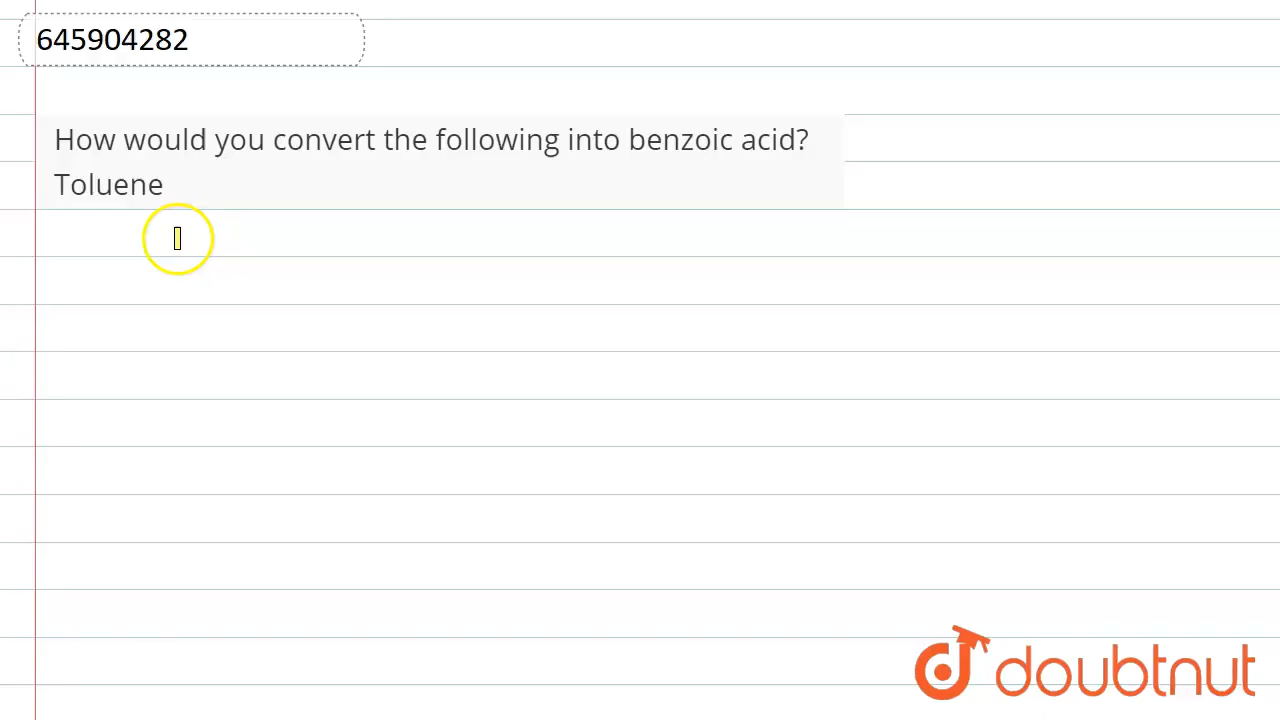 645904282
How would you convert the following into benzoic acid?
Toluene
doubtnut